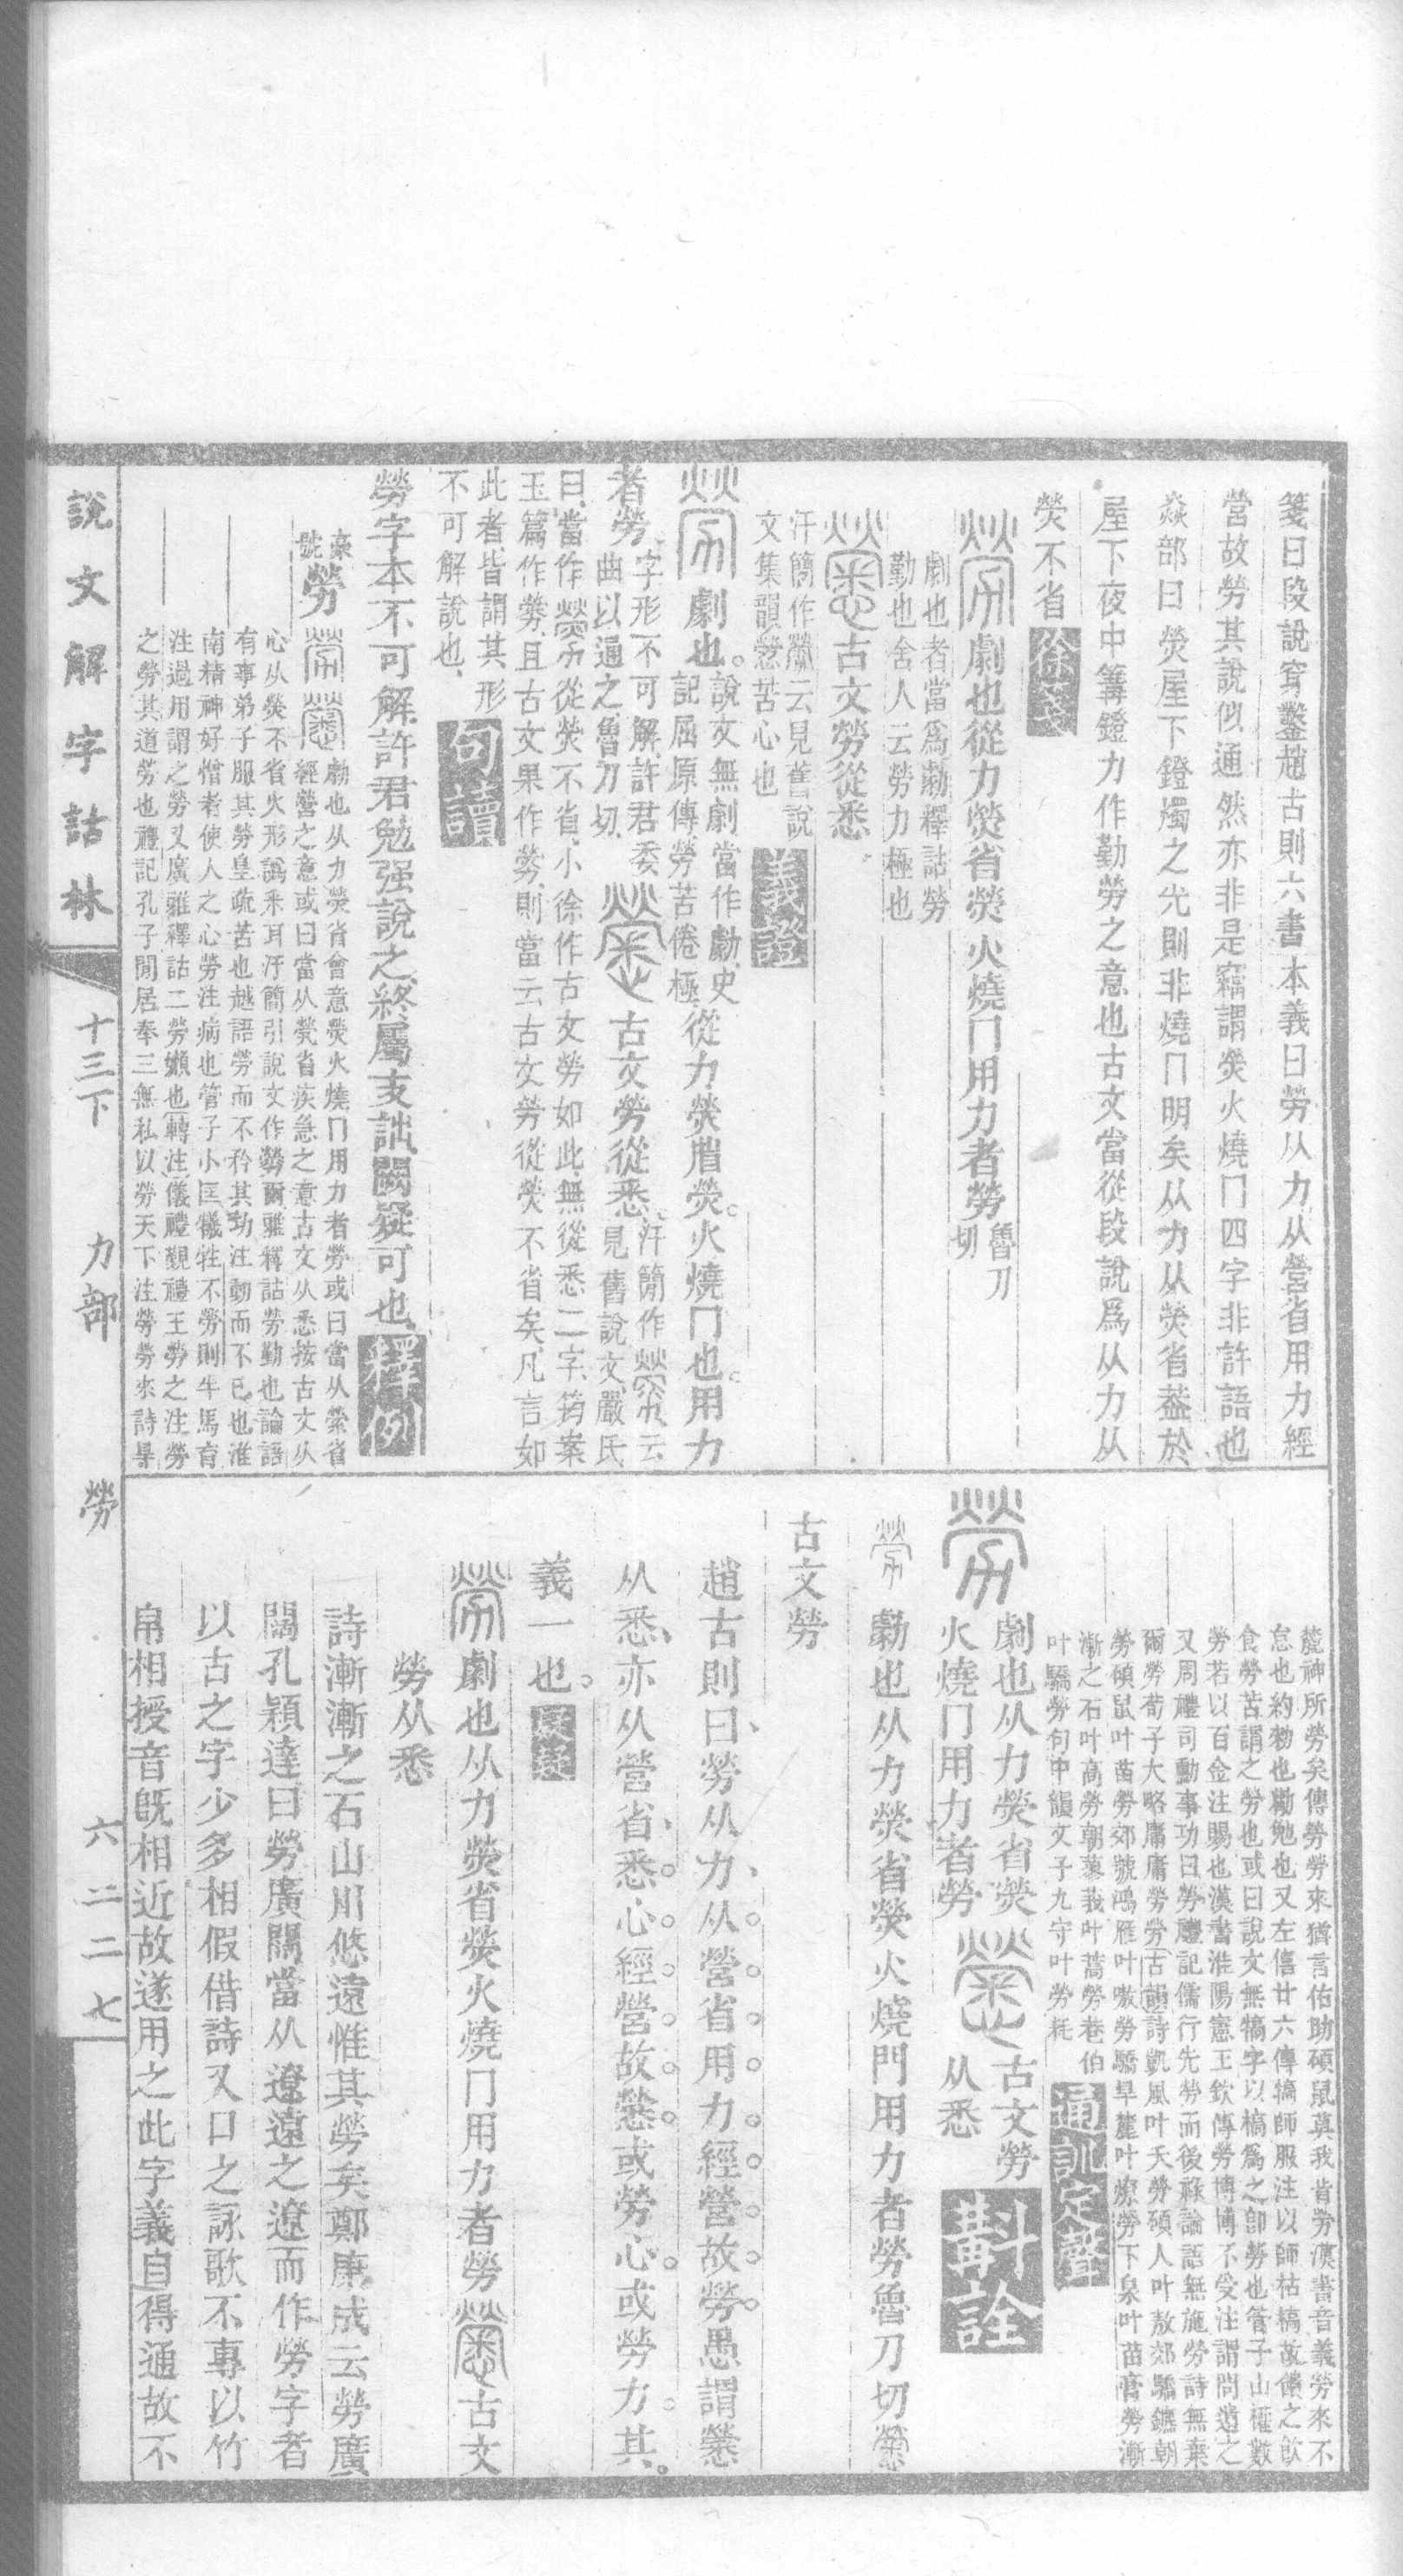 箋曰段說穿鑿趙古則六書本義曰勞从力从營省用力經
營故勞其說似通然亦非是竊謂熒火燒冂四字非許語也
焱部曰熒屋下鐙燭之光則非燒冂明矣从力从熒省蓋於
屋下夜中篝鐙力作勤勞之意也古文當從段說爲从力从
熒不省 徐箋
劇也從力熒省熒火燒冂用力者勞 魯刀切
劇也者當爲勮釋詁勞
勤也舍人云勞力極也
古文勞從悉
汗簡作 云見舊說
文集韻憥苦心也 義證
劇也。說文無劇當作勮、史
記屈原傳勞苦倦極、從力熒省。熒火燒冂也。用力
者勞、字形不可解許君委
曲以通之、魯刀切、 古文勞從悉、汗簡作 云
見舊說文、嚴氏
曰、當作 從熒不省、小徐作古文勞如此、無從悉二字、筠案
玉篇作 、且古文果作 、則當云古文勞從熒不省矣、凡言如
此者、皆謂其形
不可解說也、 句讀
勞字本不可解、許君勉强說之、終屬支詘、闕疑可也、 釋例
豪號 勞 勮也从力熒省會意熒火燒冂用力者勞或曰當从縈省
經營之意或曰當从煢省疾急之意古文从悉按古文从
心从熒不省火形譌釆耳汗簡引說文作 爾雅釋詁勞勤也論語
有事弟子服其勞皇疏苦也越語勞而不矜其功注動而不已也淮
南精神好憎者使人之心勞注病也管子小匡犧牲不勞則牛馬育
注過用謂之勞又廣雅釋詁二勞嬾也轉注儀禮覲禮王勞之注勞
之勞其道勞也禮記孔子閒居奉三無私以勞天下注勞勞來詩旱
麓神所勞矣傳勞勞來猶言佑助碩鼠莫我肯勞漢書音義勞來不
怠也約勑也勸勉也又左僖廿六傳犒師服注以師枯槁故饋之飲
食勞苦謂之勞也或曰說文無犒字以槁爲之卽勞也管子山權數
勞若以百金注賜也漢書淮陽憲王欽傳勞博博不受注謂問遺之
又周禮司勳事功曰勞禮記儒行先勞而後祿論語無施勞詩無棄
爾勞荀子大略庸庸勞勞古韻詩凱風叶夭勞碩人叶敖郊驕鑣朝
勞碩鼠叶苗勞郊號鴻雁叶嗷勞驕旱麓叶燎勞下泉叶苗膏勞漸
漸之石叶高勞朝蓼莪叶蒿勞巷伯
叶驕勞句中韻文子九守叶勞耗 通訓定聲
劇也从力熒省熒
火燒冂用力者勞 古文勞
从悉 斠詮
勮也从力熒省熒火燒門用力者勞魯刀切
古文勞
趙古則曰、勞从力、从營省用力經營故勞愚謂憥
从悉、亦从營省、悉心經營故憥或勞心或勞力其
義一也。 段疑
劇也从力熒省熒火燒冂用力者勞 古文
勞从悉
詩漸漸之石山川悠遠惟其勞矣鄭康成云勞廣
闊孔穎達曰勞廣闊當从遼遠之遼而作勞字者
以古之字少多相假借詩又口之詠歌不專以竹
帛相授音旣相近故遂用之此字義自得通故不
說文解字詁林 十三下 力部 勞 六二二七